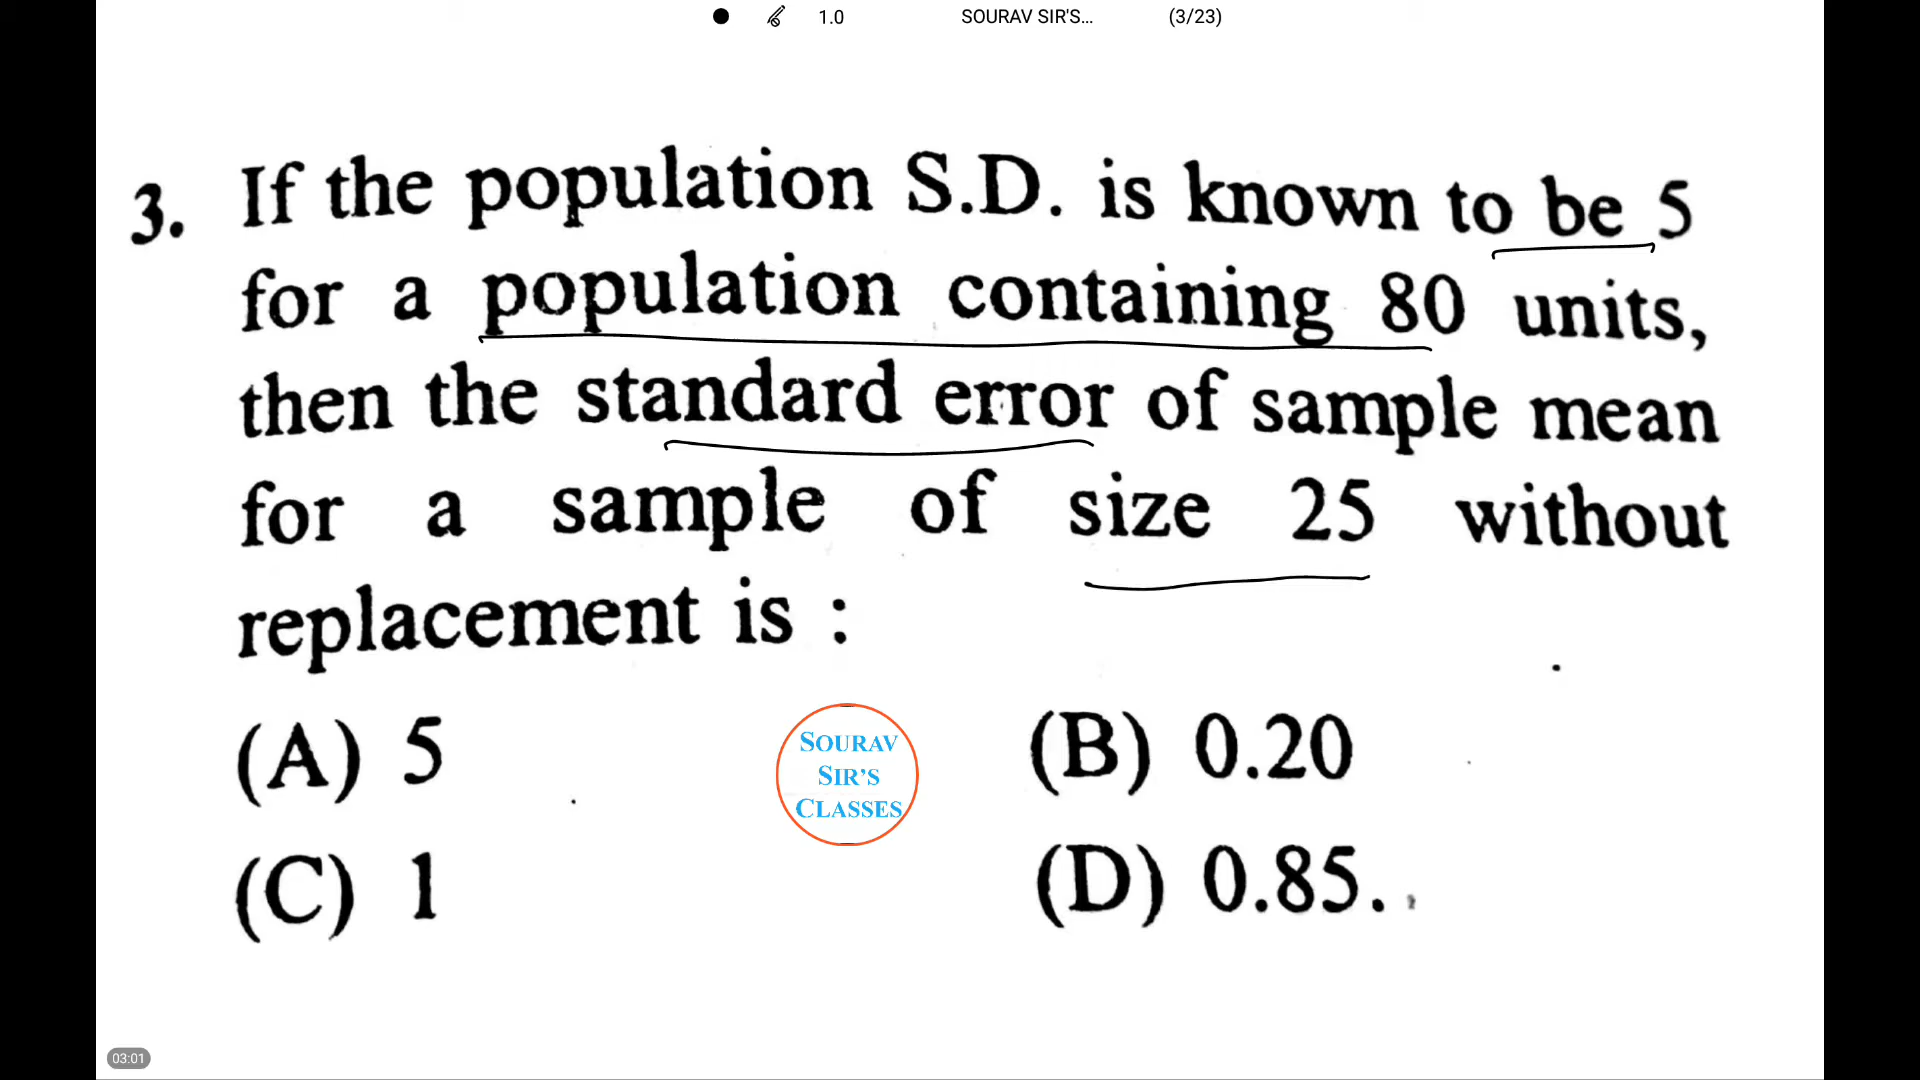 1.0 SOURAV SIR'S... (3/23)
3. If the population S.D. is known to be 5
for a population containing 80 units,
then the standard error of sample mean
for a sample of size 25 without
replacement is :
(A) 5 (B) 0.20
SOURAV
SIR'S
CLASSES
(C) 1 (D) 0.85.
03:01